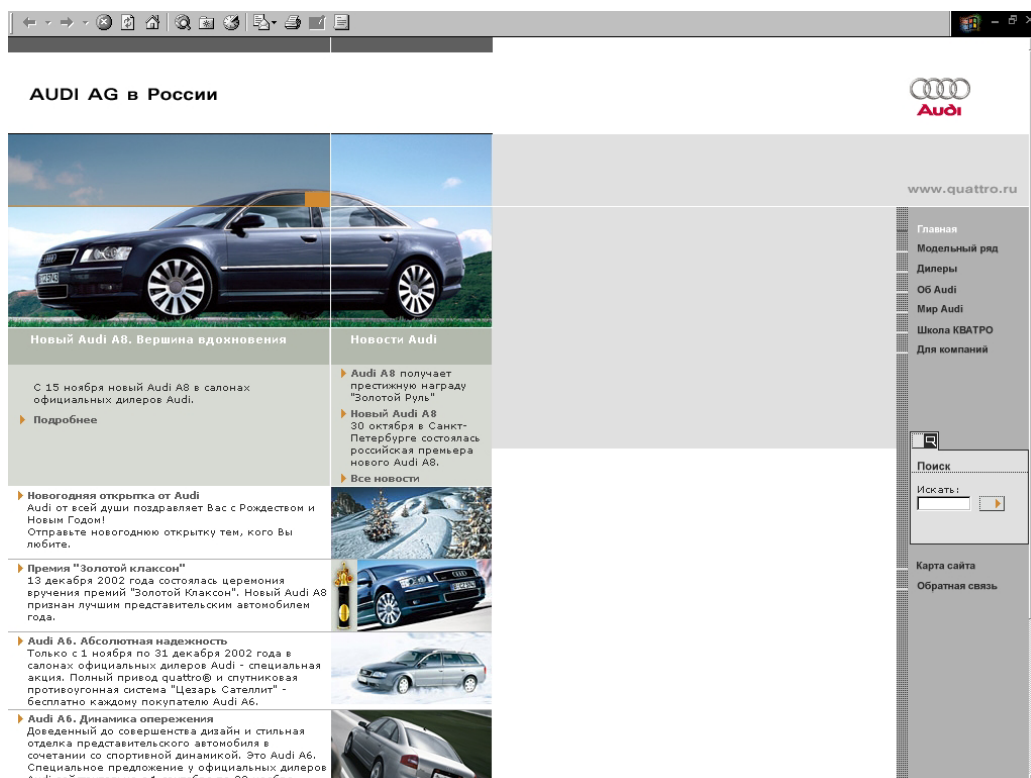 AUDI AG в России
Audi
www.quattro.ru
Главная
Модельный ряд
Дилеры
Об Audi
Мир Audi
Школа КВАТРО
Для компаний
Поиск
Искать:
Карта сайта
Обратная связь
Новый Audi A8. Вершина вдохновения
С 15 ноября новый Audi A8 в салонах
официальных дилеров Audi.
Подробнее
Новости Audi
Audi A8 получает
престижную награду
"Золотой Руль"
Новый Audi A8
30 октября в Санкт-
Петербурге состоялась
российская премьера
нового Audi A8.
Все новости
Новогодняя открытка от Audi
Audi от всей души поздравляет Вас с Рождеством и
Новым Годом!
Отправьте новогоднюю открытку тем, кого Вы
любите.
Премия "Золотой клаксон"
13 декабря 2002 года состоялась церемония
вручения премий "Золотой Клаксон". Новый Audi A8
признан лучшим представительским автомобилем
года.
Audi A6. Абсолютная надежность
Только с 1 ноября по 31 декабря 2002 года в
салонах официальных дилеров Audi - специальная
акция. Полный привод quattro® и спутниковая
противоугонная система "Цезарь Сателлит" -
бесплатно каждому покупателю Audi A6.
Audi A6. Динамика опережения
Доведенный до совершенства дизайн и стильная
отделка представительского автомобиля в
сочетании со спортивной динамикой. Это Audi A6.
Специальное предложение у официальных дилеров